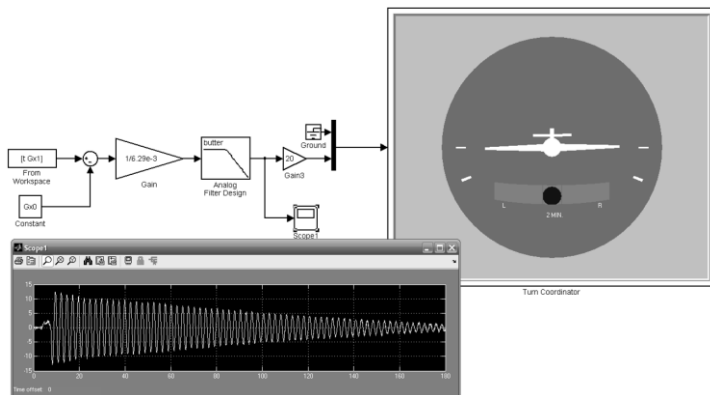 butter
[t Gx1]
From
Workspace
1/6.29e-3
Gain
Analog
Filter Design
20
Gain3
Ground
Gx0
Constant
Scope1
L
2 MIN.
R
Turn Coordinator
Scope1
15
10
5
0
-5
-10
-15
0
20
40
60
80
100
120
140
160
180
Time offset: 0